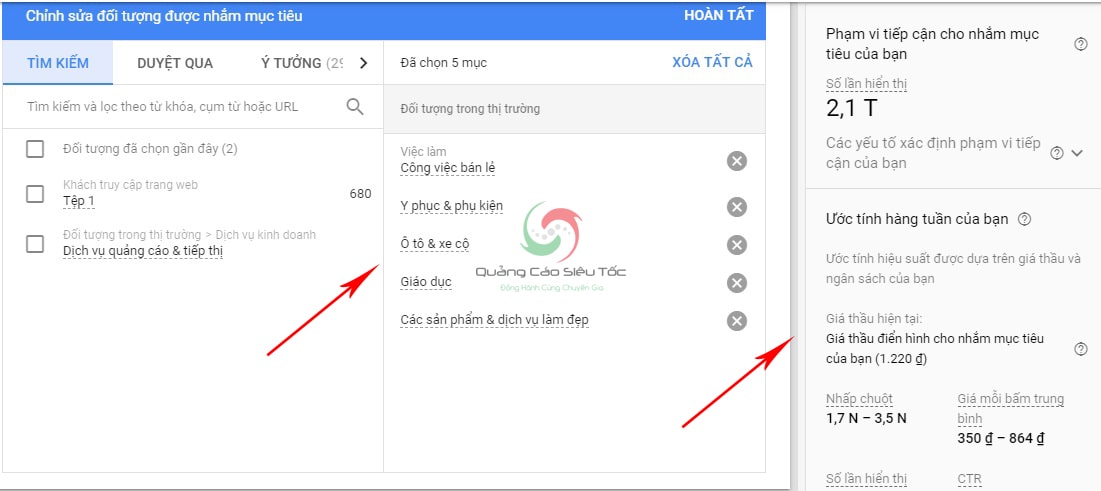 Chỉnh sửa đối tượng được nhắm mục tiêu
HOÀN TẤT
TÌM KIẾM
DUYỆT QUA
Ý TƯỞNG (29
Tìm kiếm và lọc theo từ khóa, cụm từ hoặc URL
Đối tượng đã chọn gần đây (2)
Khách truy cập trang web
Tệp 1
680
Đối tượng trong thị trường > Dịch vụ kinh doanh
Dịch vụ quảng cáo & tiếp thị
Đã chọn 5 mục
XÓA TẤT CẢ
Đối tượng trong thị trường
Việc làm
Công việc bán lẻ
Y phục & phụ kiện
Ô tô & xe cộ
Giáo dục
Các sản phẩm & dịch vụ làm đẹp
Quảng Cáo Siêu Tốc
Đồng Hành Cùng Chuyên Gia
Phạm vi tiếp cận cho nhắm mục
tiêu của bạn
Số lần hiển thị
2,1 T
Các yếu tố xác định phạm vi tiếp
cận của bạn
Ước tính hàng tuần của bạn
Ước tính hiệu suất được dựa trên giá thầu và
ngân sách của bạn
Giá thầu hiện tại:
Giá thầu điển hình cho nhắm mục tiêu
của bạn (1.220 ₫)
Nhấp chuột
1,7 N – 3,5 N
Giá mỗi bấm trung
bình
350 ₫ – 864 ₫
Số lần hiển thị
CTR